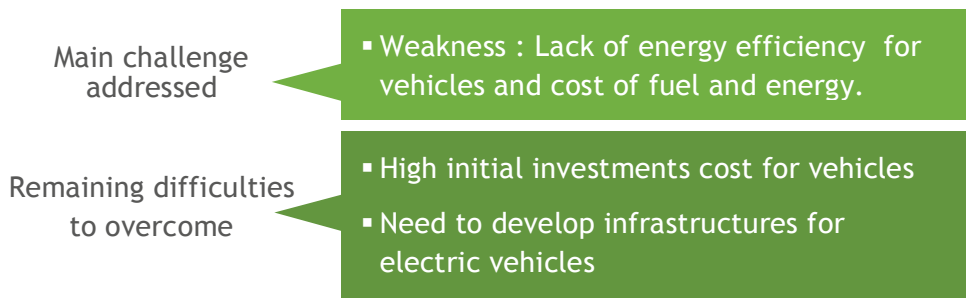 Main challenge
addressed
▪ Weakness : Lack of energy efficiency for
vehicles and cost of fuel and energy.
Remaining difficulties
to overcome
▪ High initial investments cost for vehicles
▪ Need to develop infrastructures for
electric vehicles